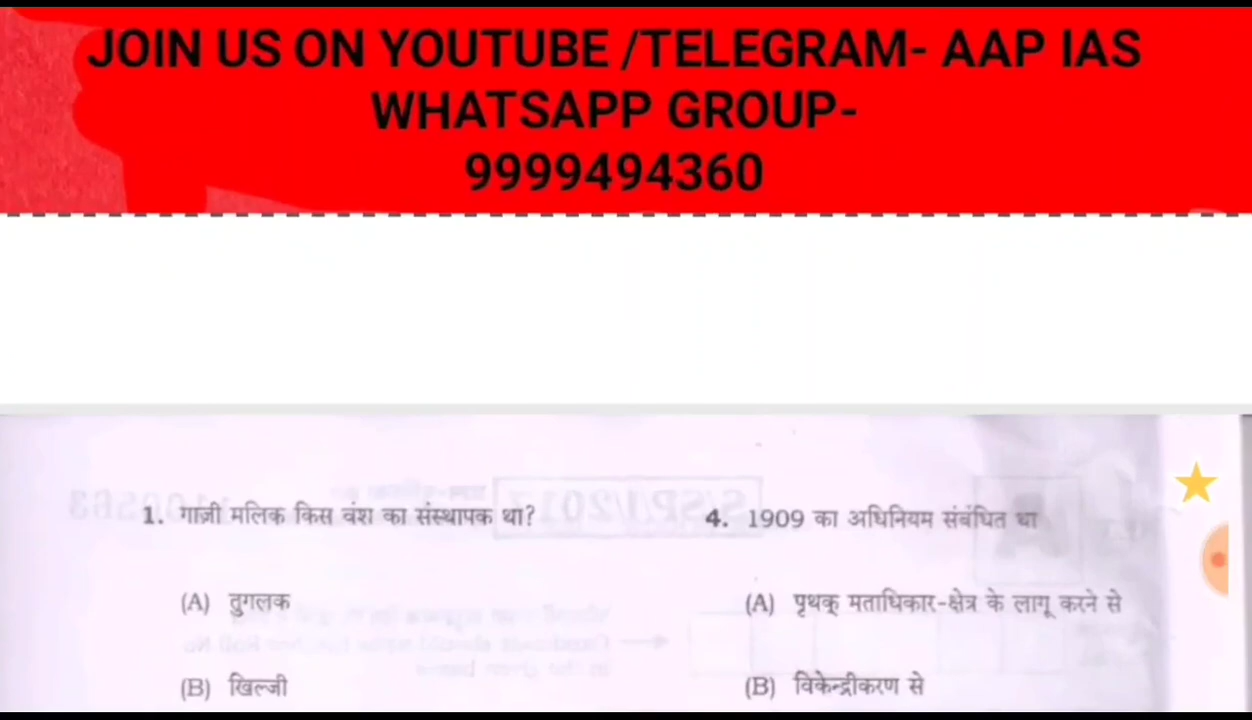 JOIN US ON YOUTUBE /TELEGRAM- AAP IAS
WHATSAPP GROUP-
9999494360
1. गाज़ी मलिक किस वंश का संस्थापक था?
(A) तुगलक
(B) खिल्जी
4. 1909 का अधिनियम संबंधित था
(A) पृथक् मताधिकार-क्षेत्र के लागू करने से
(B) विकेन्द्रीकरण से